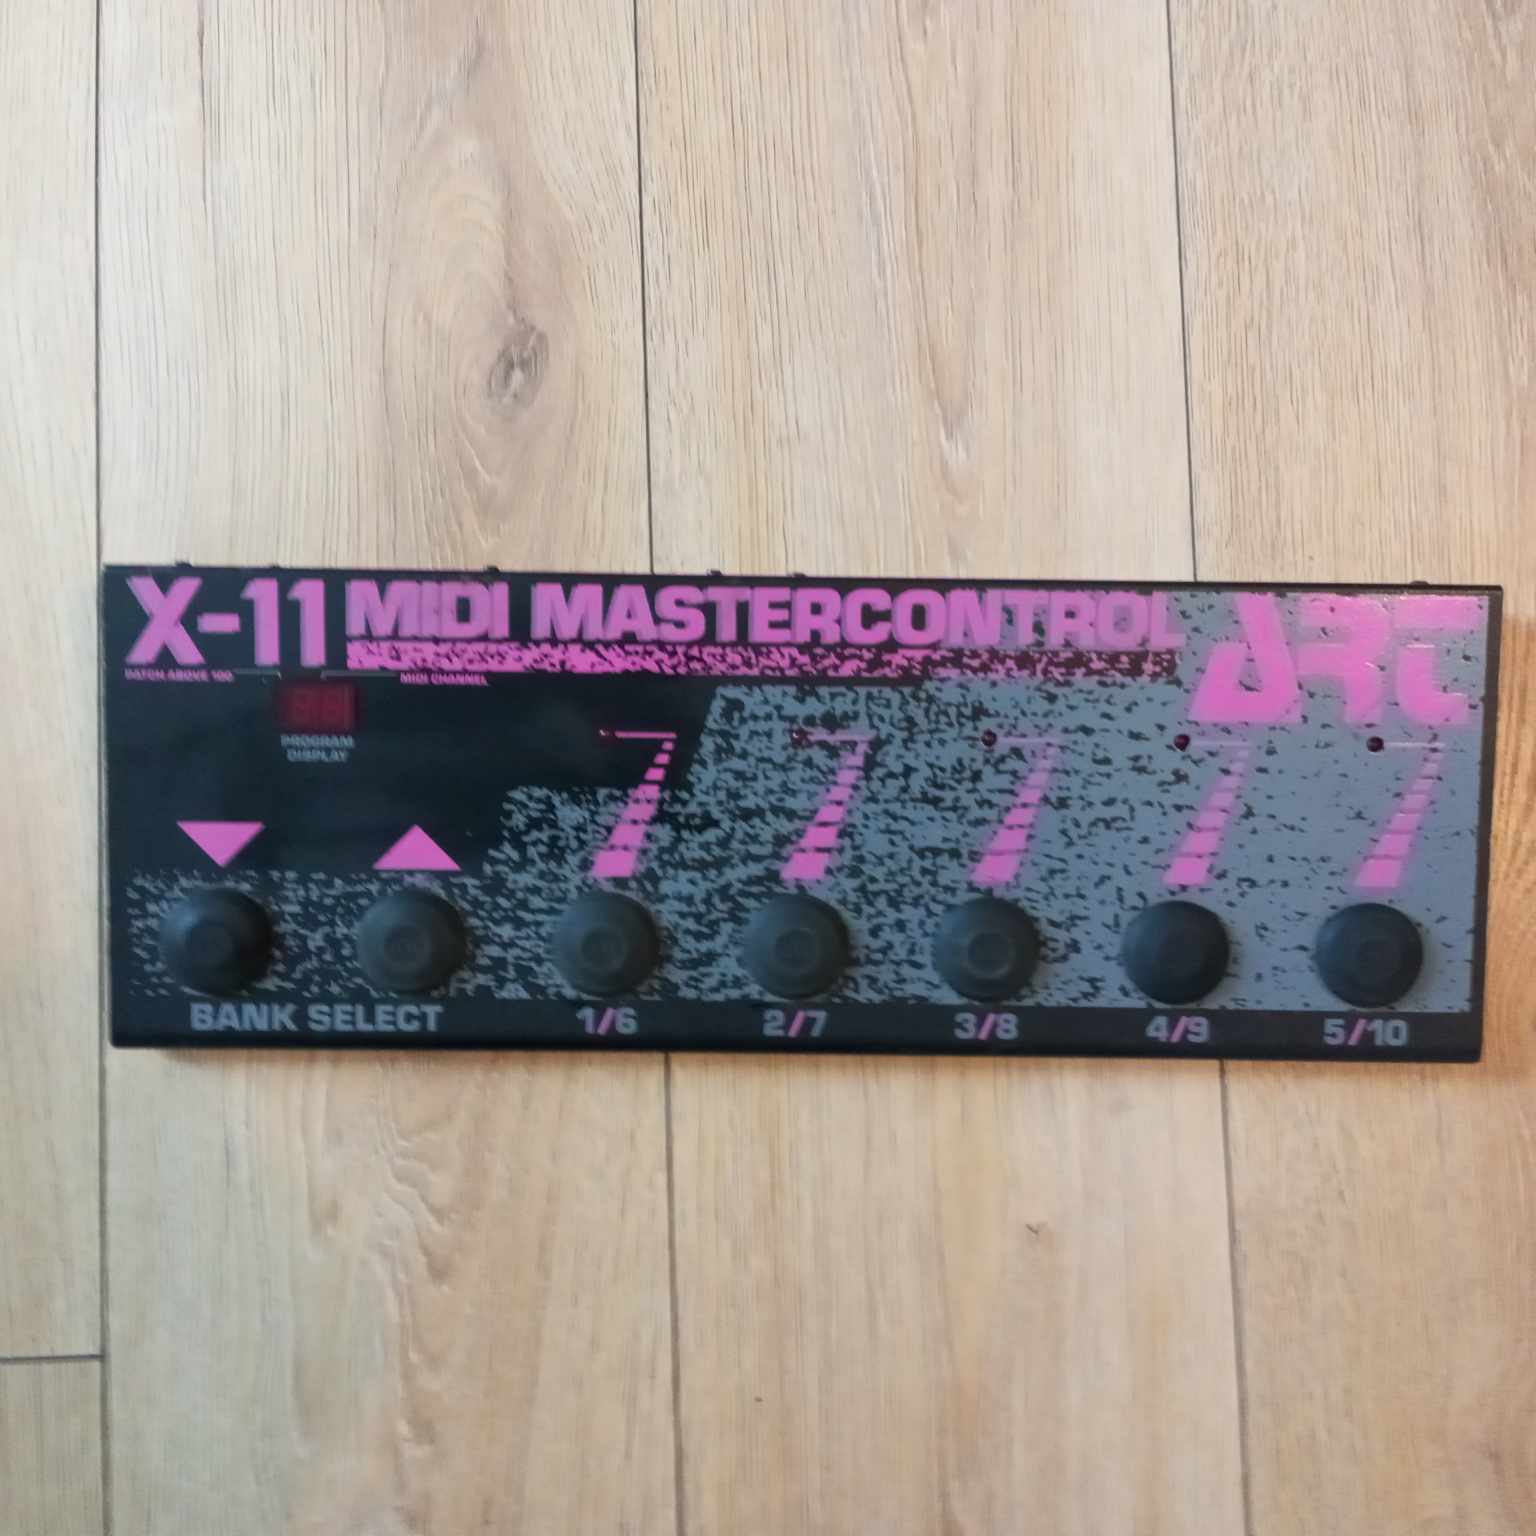 X-11 MIDI MASTERCONTROL
ART
PATCH ABOVE 100
MIDI CHANNEL
PROGRAM
DISPLAY
BANK SELECT
1/6
2/7
3/8
4/9
5/10